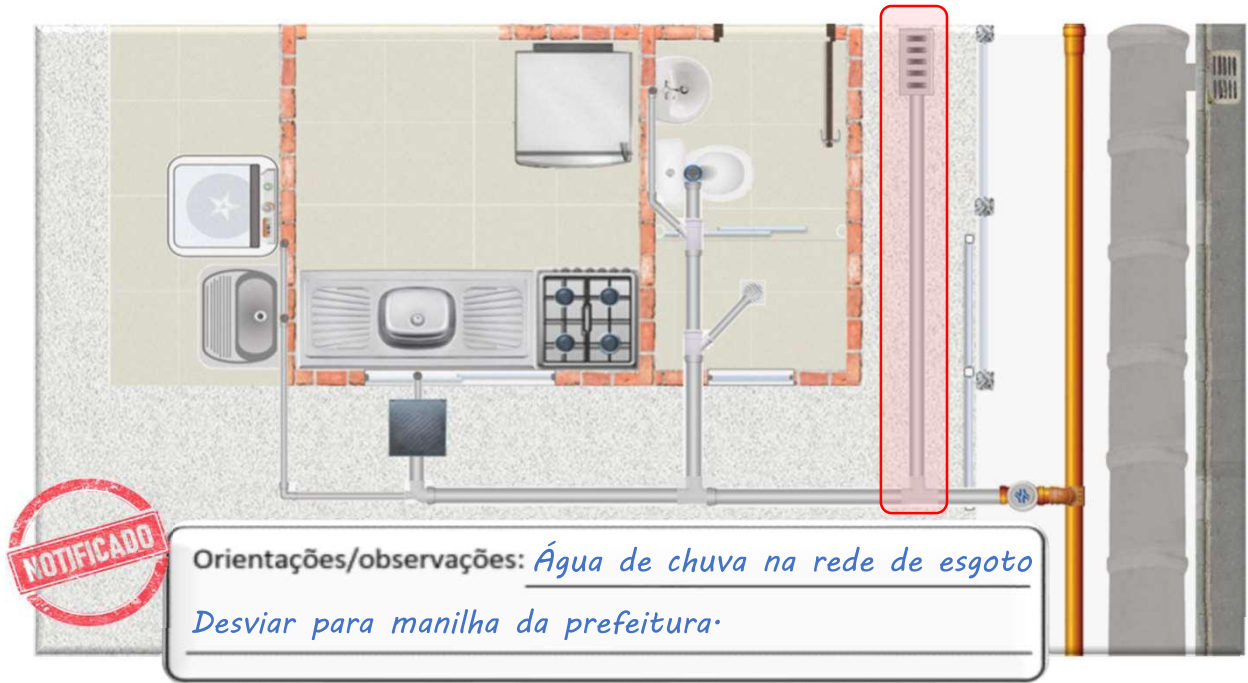 NOTIFICADO
Orientações/observações: Água de chuva na rede de esgoto
Desviar para manilha da prefeitura.